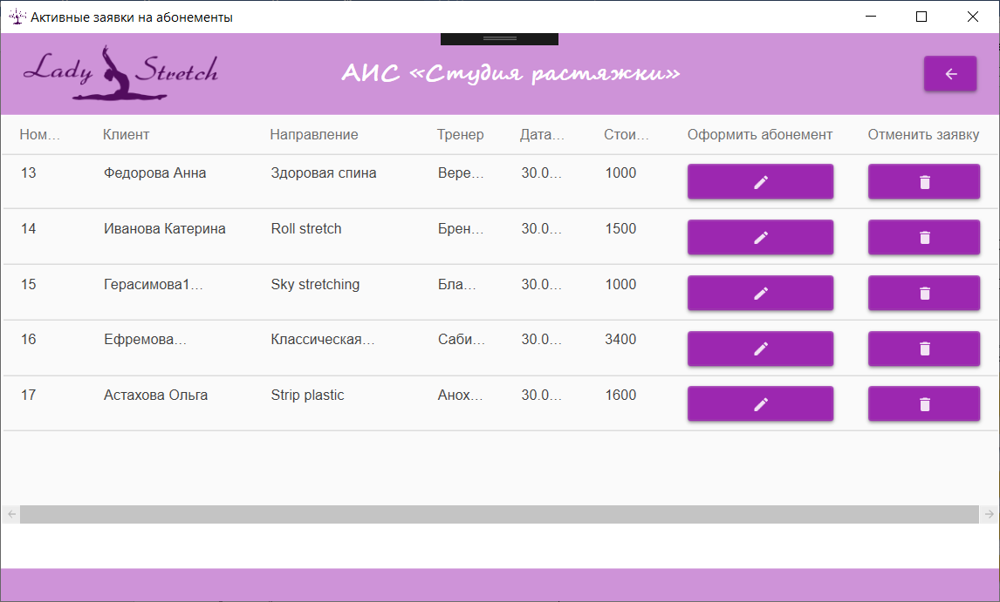 Активные заявки на абонементы
Lady Stretch
АИС «Студия растяжки»
Ном… Клиент Направление Тренер Дата… Стои… Оформить абонемент Отменить заявку
13 Федорова Анна Здоровая спина Вере… 30.0… 1000
14 Иванова Катерина Roll stretch Брен… 30.0… 1500
15 Герасимова1… Sky stretching Бла… 30.0… 1000
16 Ефремова… Классическая… Саби… 30.0… 3400
17 Астахова Ольга Strip plastic Анох… 30.0… 1600